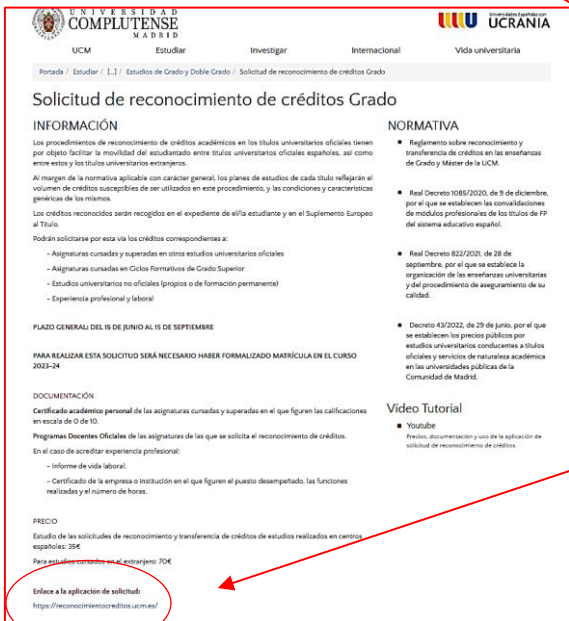 UNIVERSIDAD
COMPLUTENSE
MADRID
Universidades Españolas con
UCRANIA
UCM Estudiar Investigar Internacional Vida universitaria
Portada / Estudiar / [...] / Estudios de Grado y Doble Grado / Solicitud de reconocimiento de créditos Grado
Solicitud de reconocimiento de créditos Grado
INFORMACIÓN
Los procedimientos de reconocimiento de créditos académicos en los títulos universitarios oficiales tienen
por objeto facilitar la movilidad del estudiantado entre títulos universitarios oficiales españoles, así como
entre estos y los títulos universitarios extranjeros.
Al margen de la normativa aplicable con carácter general, los planes de estudios de cada título reflejarán el
volumen de créditos susceptibles de ser utilizados en este procedimiento, y las condiciones y características
genéricas de los mismos.
Los créditos reconocidos serán recogidos en el expediente de el/la estudiante y en el Suplemento Europeo
al Título.
Podrán solicitarse por esta vía los créditos correspondientes a:
– Asignaturas cursadas y superadas en otros estudios universitarios oficiales
– Asignaturas cursadas en Ciclos Formativos de Grado Superior
– Estudios universitarios no oficiales (propios o de formación permanente)
– Experiencia profesional y laboral
PLAZO GENERAL: DEL 15 DE JUNIO AL 15 DE SEPTIEMBRE
PARA REALIZAR ESTA SOLICITUD SERÁ NECESARIO HABER FORMALIZADO MATRÍCULA EN EL CURSO
2023-24
DOCUMENTACIÓN
Certificado académico personal de las asignaturas cursadas y superadas en el que figuren las calificaciones
en escala de 0 de 10.
Programas Docentes Oficiales de las asignaturas de las que se solicita el reconocimiento de créditos.
En el caso de acreditar experiencia profesional:
– Informe de vida laboral.
– Certificado de la empresa o institución en el que figuren el puesto desempeñado, las funciones
realizadas y el número de horas.
PRECIO
Estudio de las solicitudes de reconocimiento y transferencia de créditos de estudios realizados en centros
españoles: 35€
Para estudios cursados en el extranjero: 70€
Enlace a la aplicación de solicitud:
https://reconocimientocreditos.ucm.es/
NORMATIVA
Reglamento sobre reconocimiento y
transferencia de créditos en las enseñanzas
de Grado y Máster de la UCM.
Real Decreto 1085/2020, de 9 de diciembre,
por el que se establecen las convalidaciones
de módulos profesionales de los títulos de FP
del sistema educativo español.
Real Decreto 822/2021, de 28 de
septiembre, por el que se establece la
organización de las enseñanzas universitarias
y del procedimiento de aseguramiento de su
calidad.
Decreto 43/2022, de 29 de junio, por el que
se establecen los precios públicos por
estudios universitarios conducentes a títulos
oficiales y servicios de naturaleza académica
en las universidades públicas de la
Comunidad de Madrid.
Vídeo Tutorial
Youtube
Precios, documentación y uso de la aplicación de
solicitud de reconocimiento de créditos